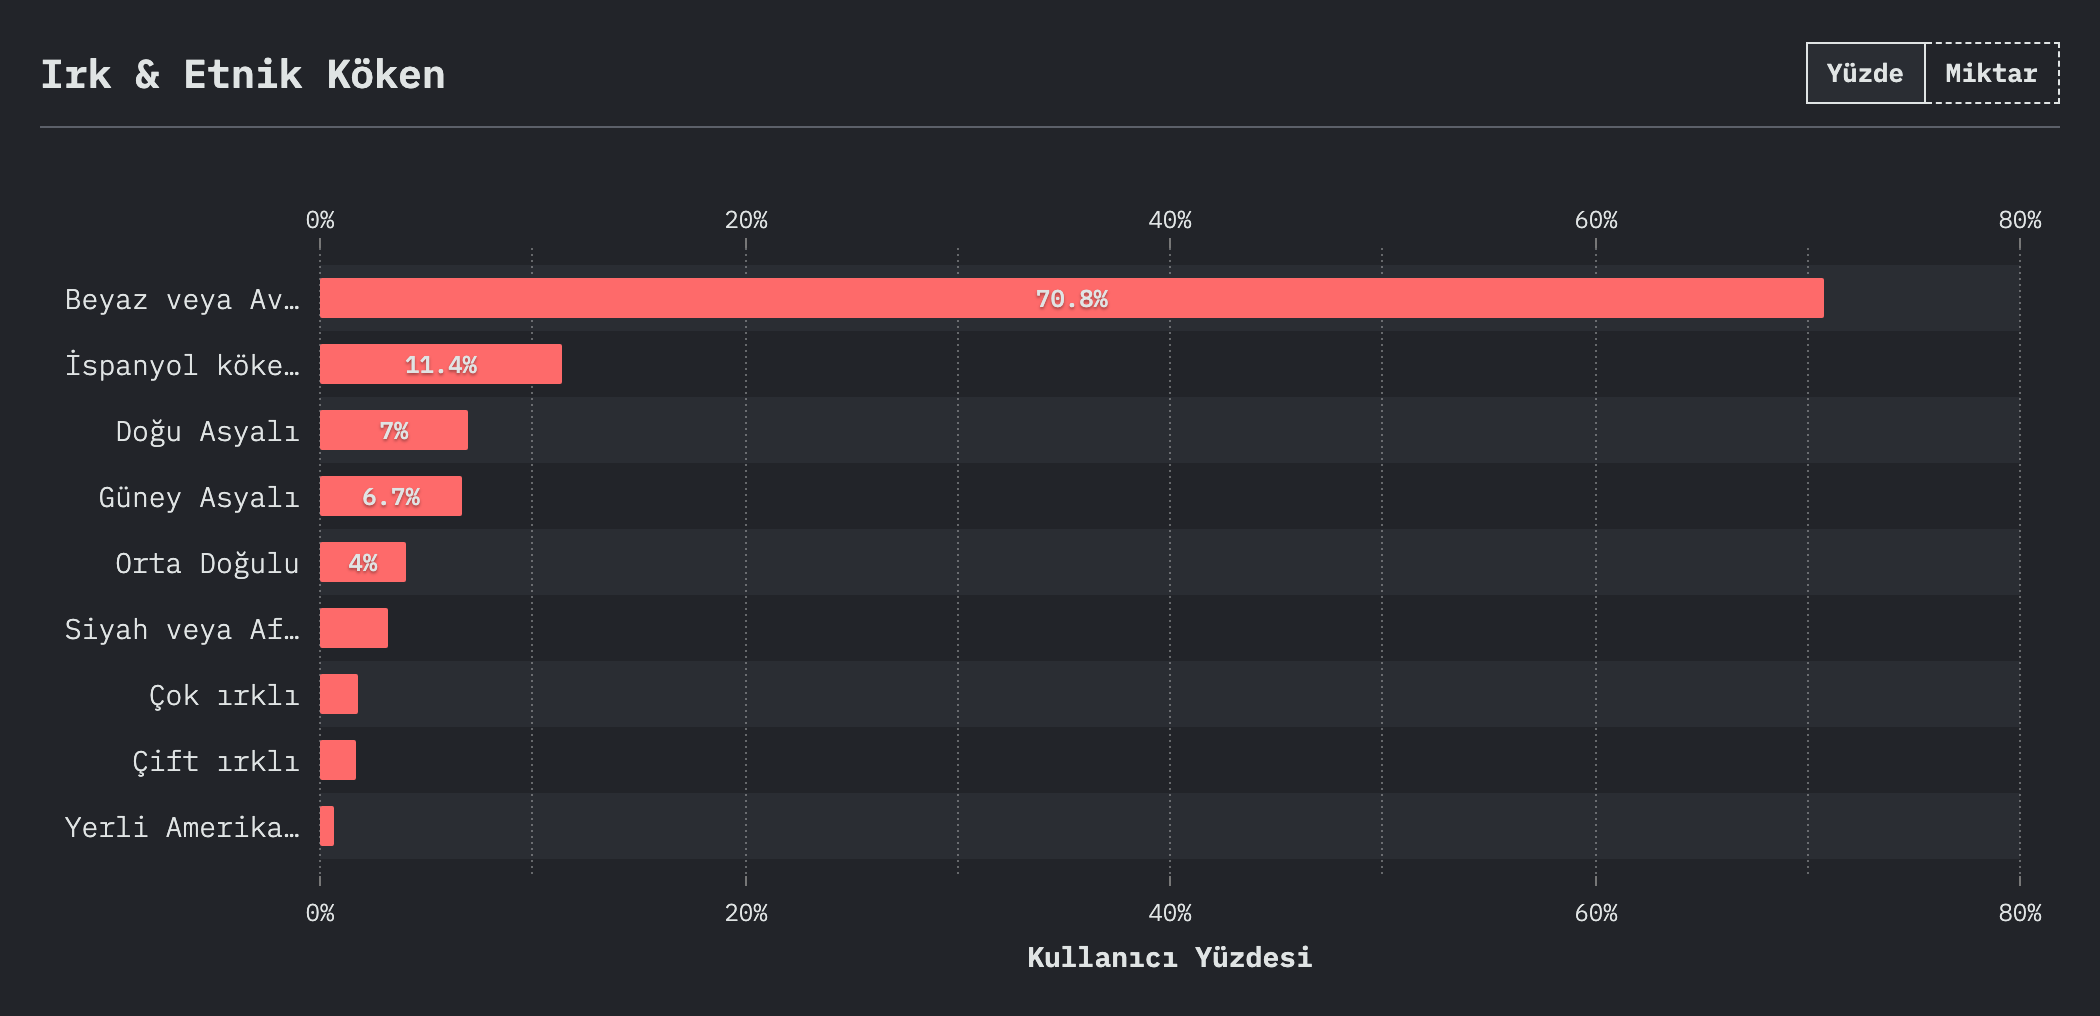 Irk & Etnik Köken
Yüzde Miktar
0% 20% 40% 60% 80%
Beyaz veya Av… 70.8%
İspanyol köke… 11.4%
Doğu Asyalı 7%
Güney Asyalı 6.7%
Orta Doğulu 4%
Siyah veya Af…
Çok ırklı
Çift ırklı
Yerli Amerika…
0% 20% 40% 60% 80%
Kullanıcı Yüzdesi